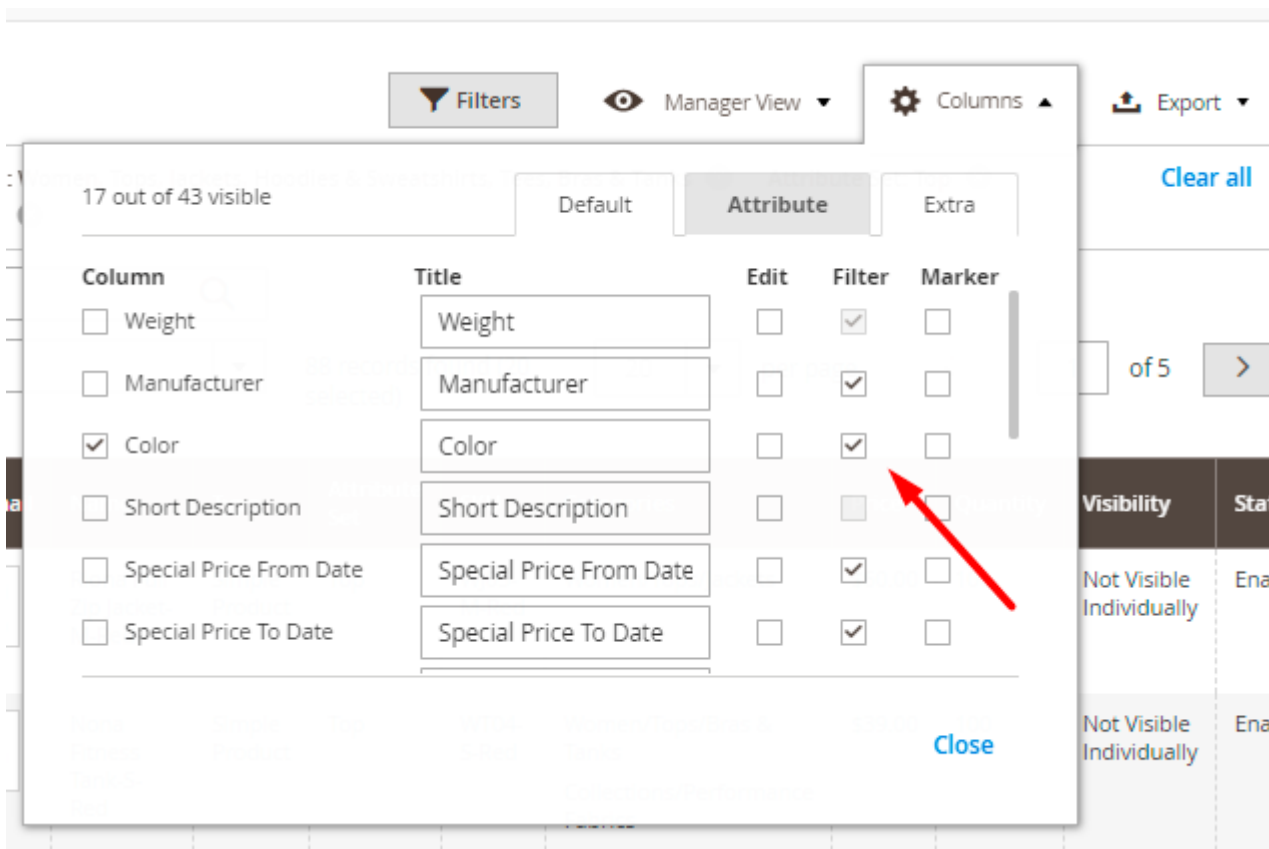 Filters
Manager View
Columns
Export
17 out of 43 visible
Default
Attribute
Extra
Clear all
Column
Title
Edit
Filter
Marker
Weight
Weight
Manufacturer
Manufacturer
of 5
Color
Color
Short Description
Short Description
Visibility
Special Price From Date
Special Price From Date
Not Visible
Individually
Special Price To Date
Special Price To Date
Not Visible
Individually
Close